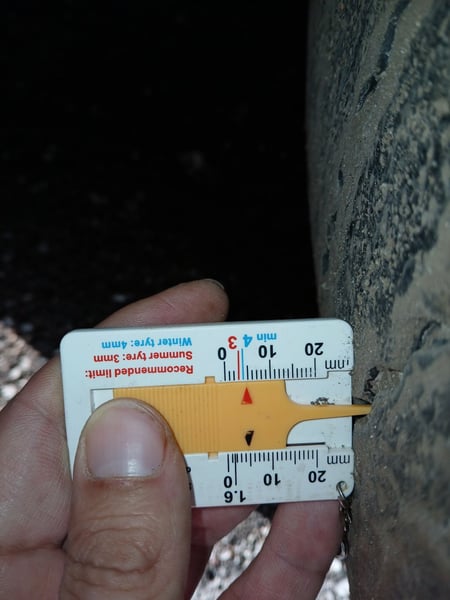 Recommended limit:
Summer tyre: 3mm
Winter tyre: 4mm
min 4 3
0 10 20 mm
0 10 20 mm
1.6